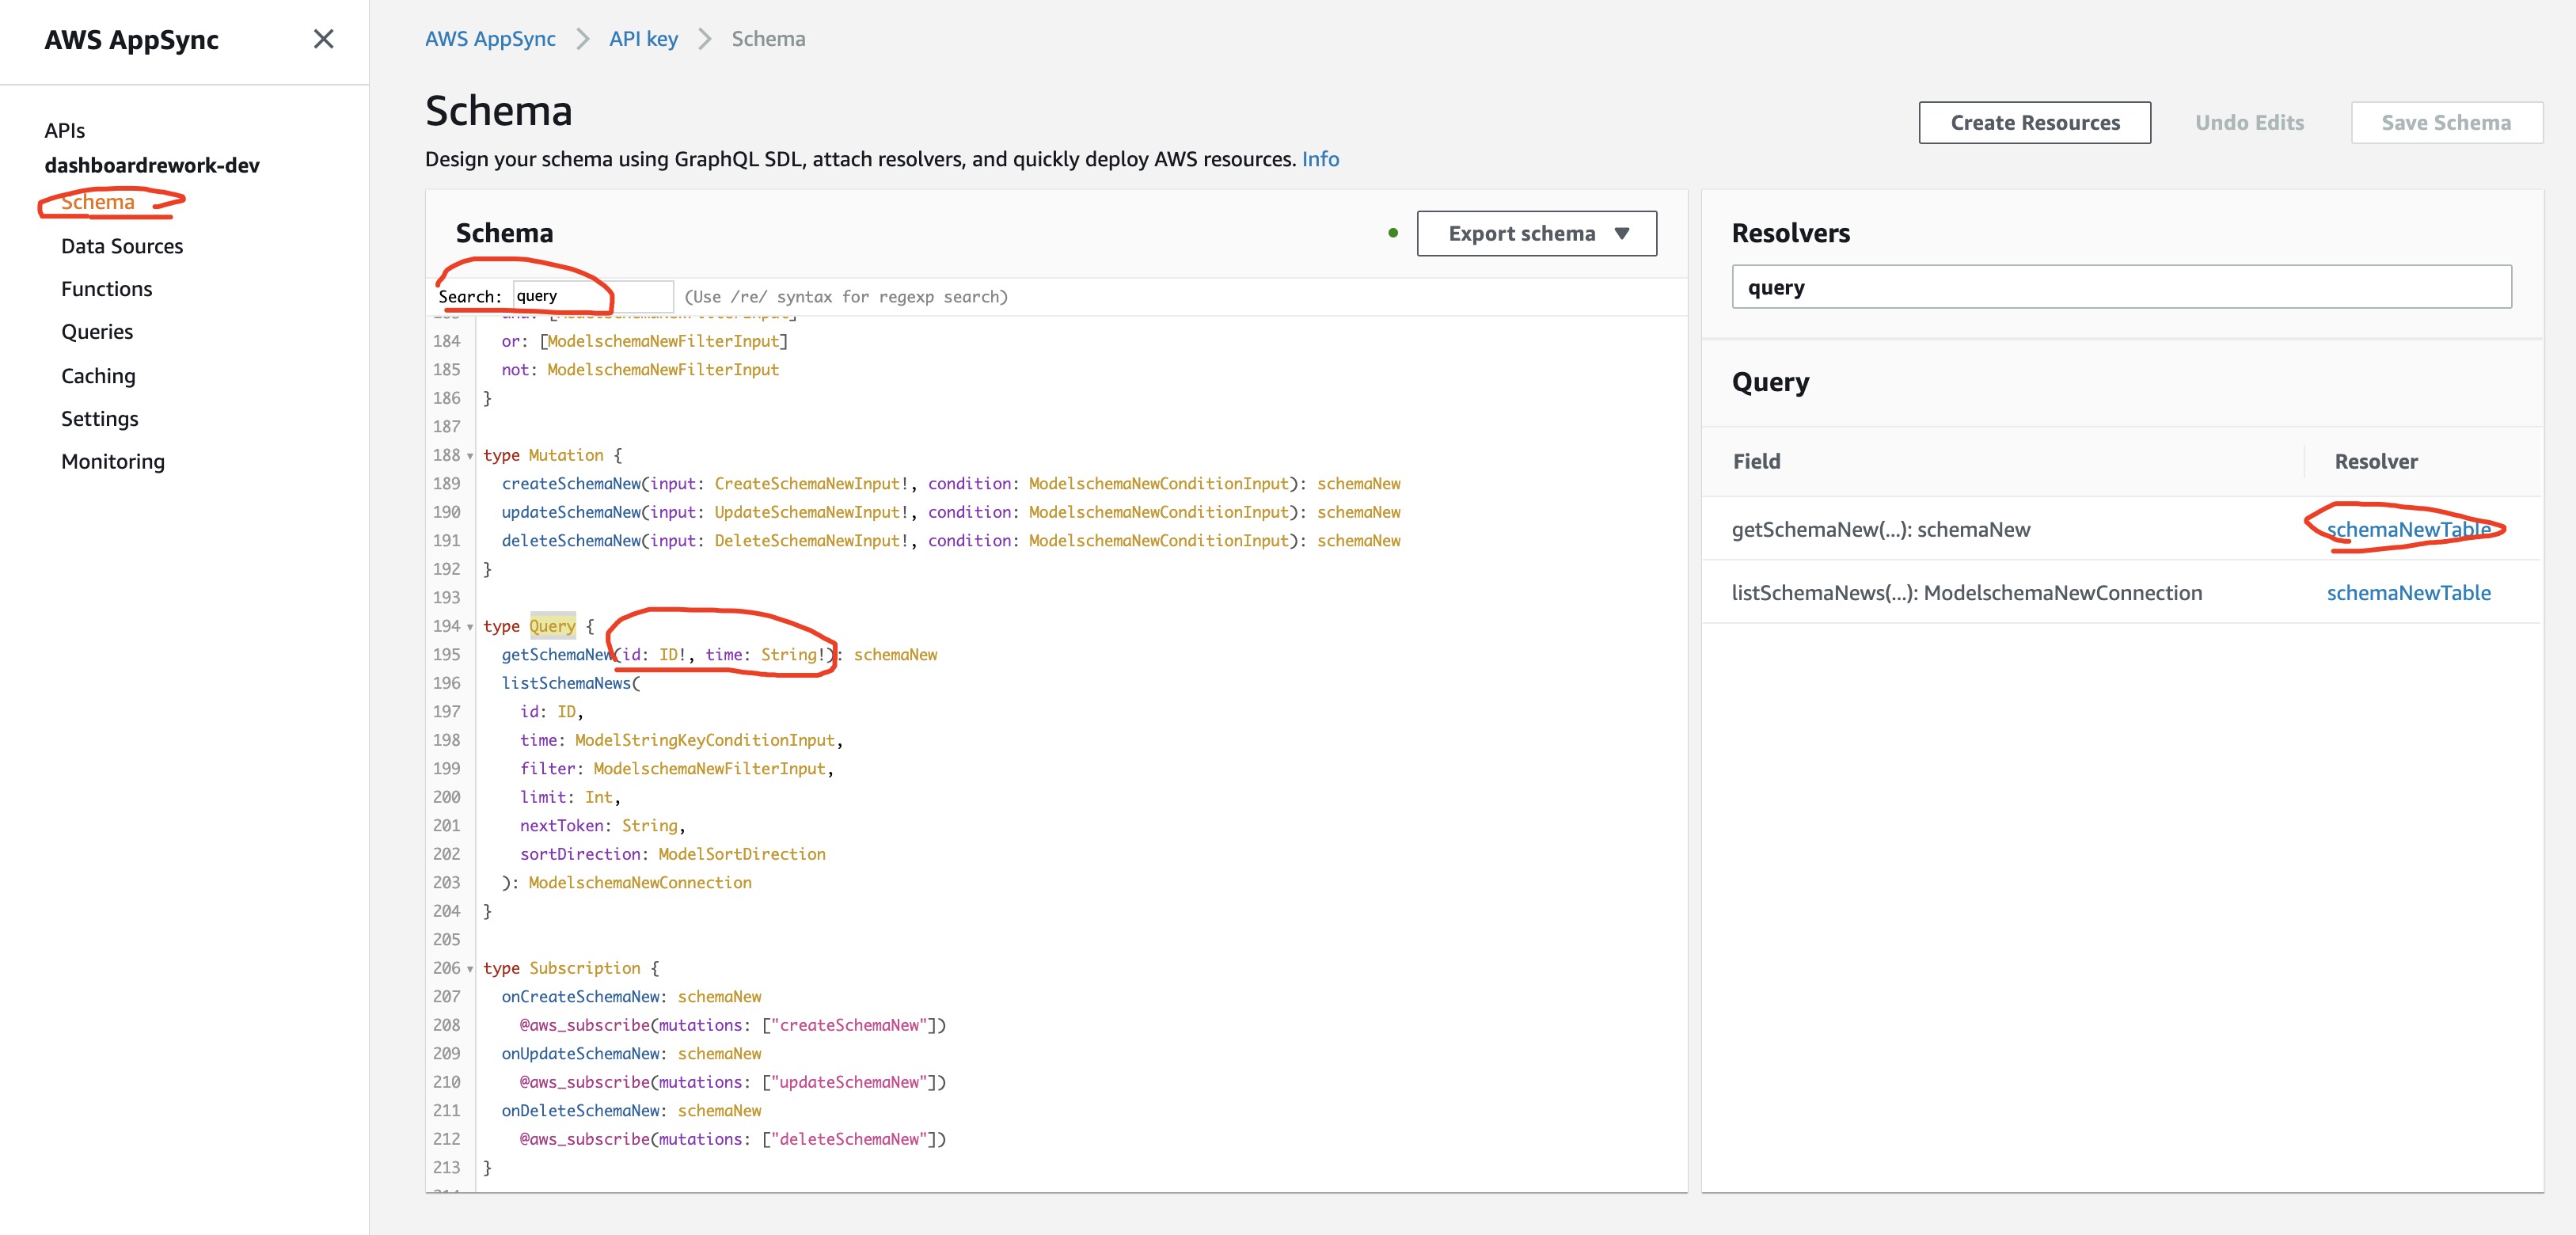 AWS AppSync
APIs
dashboardrework-dev
Schema
Data Sources
Functions
Queries
Caching
Settings
Monitoring
AWS AppSync > API key > Schema
Schema
Design your schema using GraphQL SDL, attach resolvers, and quickly deploy AWS resources. Info
Create Resources
Undo Edits
Save Schema
Schema
Export schema ▼
Search: query (Use /re/ syntax for regexp search)
184 or: [ModelschemaNewFilterInput]
185 not: ModelschemaNewFilterInput
186 }
187
188 type Mutation {
189 createSchemaNew(input: CreateSchemaNewInput!, condition: ModelschemaNewConditionInput): schemaNew
190 updateSchemaNew(input: UpdateSchemaNewInput!, condition: ModelschemaNewConditionInput): schemaNew
191 deleteSchemaNew(input: DeleteSchemaNewInput!, condition: ModelschemaNewConditionInput): schemaNew
192 }
193
194 type Query {
195 getSchemaNew(id: ID!, time: String!): schemaNew
196 listSchemaNews(
197 id: ID,
198 time: ModelStringKeyConditionInput,
199 filter: ModelschemaNewFilterInput,
200 limit: Int,
201 nextToken: String,
202 sortDirection: ModelSortDirection
203 ): ModelschemaNewConnection
204 }
205
206 type Subscription {
207 onCreateSchemaNew: schemaNew
208 @aws_subscribe(mutations: ["createSchemaNew"])
209 onUpdateSchemaNew: schemaNew
210 @aws_subscribe(mutations: ["updateSchemaNew"])
211 onDeleteSchemaNew: schemaNew
212 @aws_subscribe(mutations: ["deleteSchemaNew"])
213 }
Resolvers
query
Query
Field Resolver
getSchemaNew(...): schemaNew schemaNewTable
listSchemaNews(...): ModelschemaNewConnection schemaNewTable